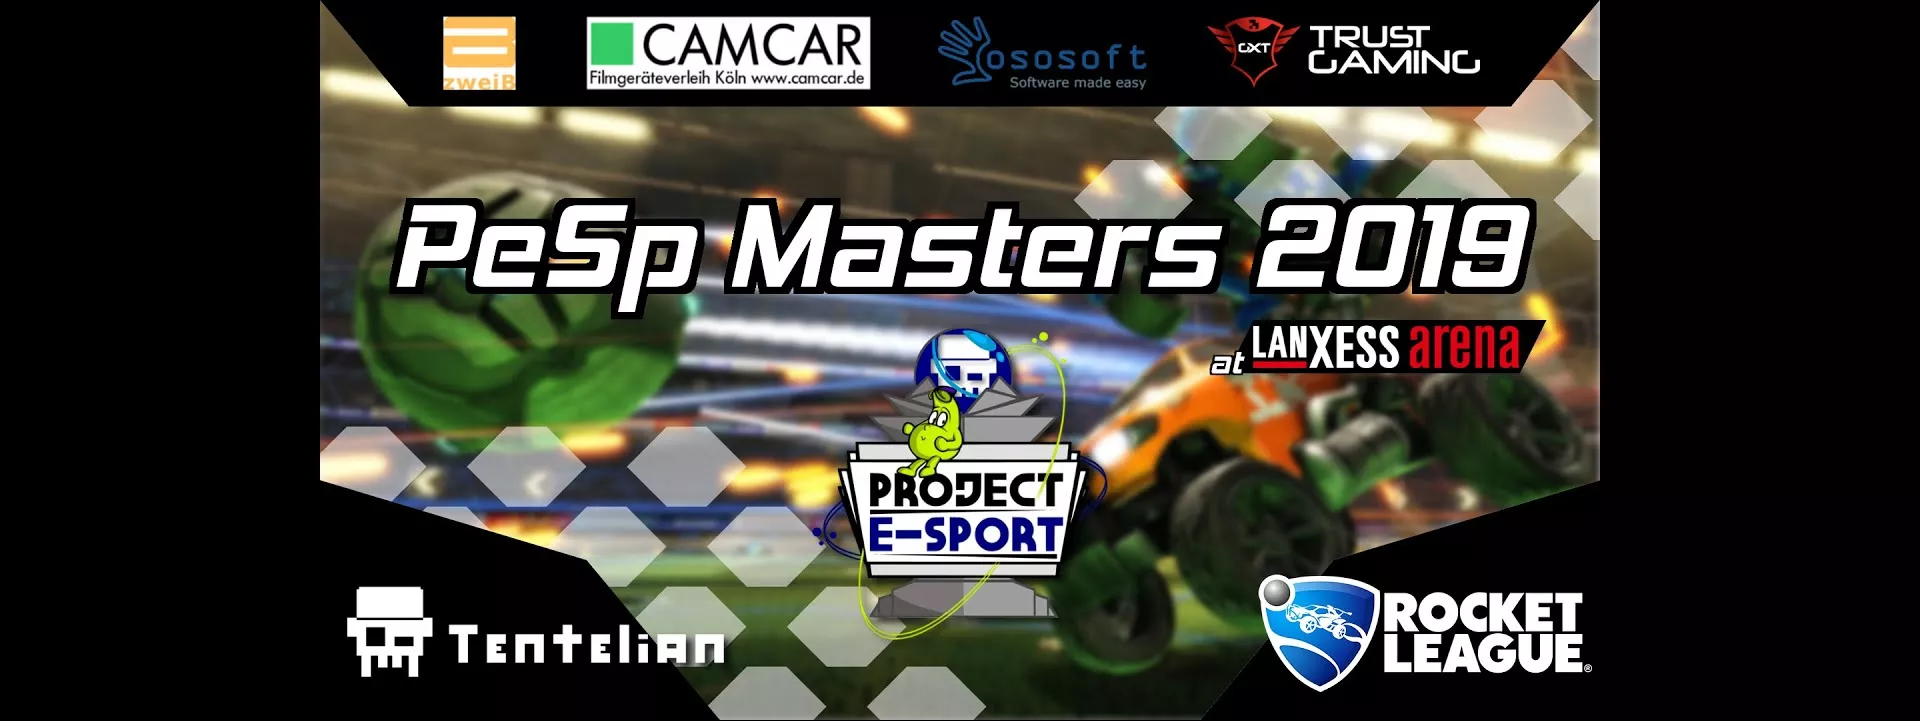 zweiB
CAMCAR
Filmgeräteverleih Köln www.camcar.de
Yososoft
Software made easy
GXT
TRUST
GAMING
PeSp Masters 2019
at LANXESS arena
PROJECT
E-SPORT
Tentelian
ROCKET
LEAGUE®